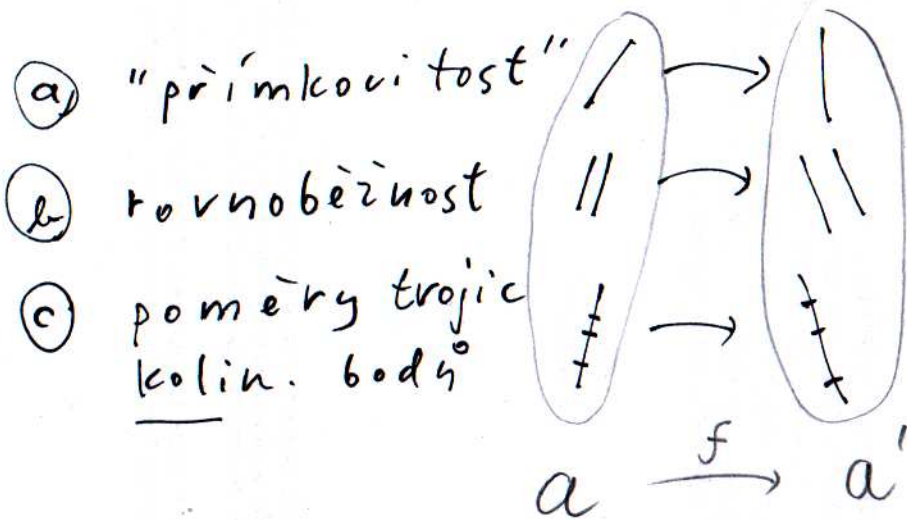 a) "přímkovitost"
b) rovnoběžnost
c) poměry trojic
kolin. bodů
f
a → a'